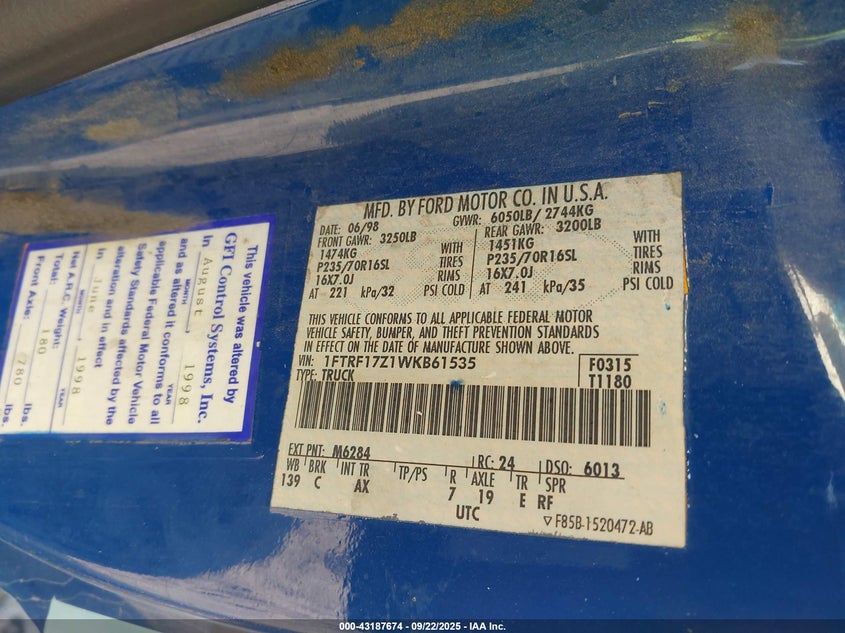 This vehicle was altered by
GFI Control Systems, Inc.
In August 1998
MONTH YEAR
and as altered it conforms to all
applicable Federal Motor Vehicle
Safety Standards affected by the
alteration and in effect
In June 1998
MONTH YEAR
Net A.R.C. Weight:
Total: 180 lbs.
Front Axle: 780 lbs.
MFD. BY FORD MOTOR CO. IN U.S.A.
DATE: 06/98 GVWR: 6050LB/ 2744KG
FRONT GAWR: 3250LB REAR GAWR: 3200LB
1474KG WITH 1451KG WITH
P235/70R16SL TIRES P235/70R16SL TIRES
16X7.0J RIMS 16X7.0J RIMS
AT 221 kPa/32 PSI COLD AT 241 kPa/35 PSI COLD
THIS VEHICLE CONFORMS TO ALL APPLICABLE FEDERAL MOTOR
VEHICLE SAFETY, BUMPER, AND THEFT PREVENTION STANDARDS
IN EFFECT ON THE DATE OF MANUFACTURE SHOWN ABOVE.
VIN: 1FTRF17Z1WKB61535 F0315
TYPE: TRUCK T1180
EXT PNT: M6284 RC: 24 DSO: 6013
WB BRK INT TR TP/PS R AXLE TR SPR
139 C AX 7 19 E RF
UTC
▽ F85B-1520472-AB
000-43187674 - 09/22/2025 - IAA Inc.